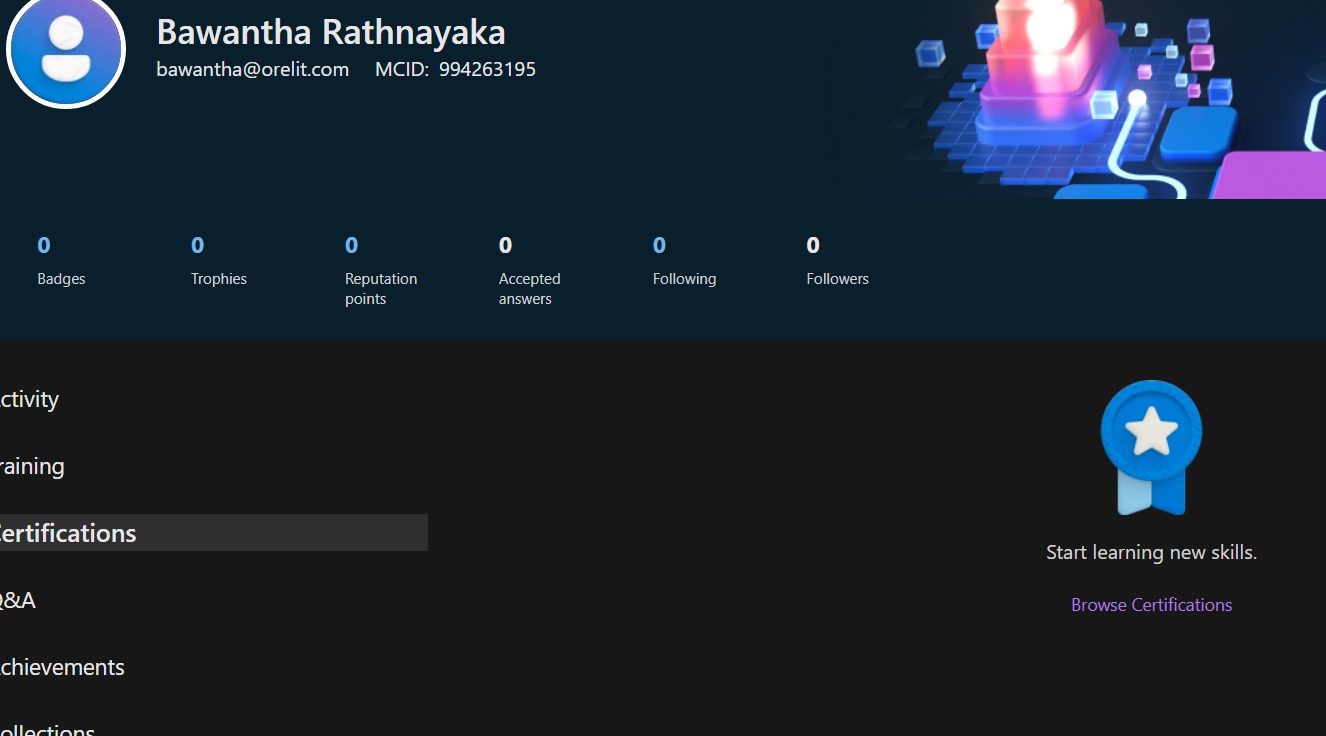 Bawantha Rathnayaka
bawantha@orelit.com MCID: 994263195
0 0 0 0 0 0
Badges Trophies Reputation points Accepted answers Following Followers
ctivity
raining
Certifications
Q&A
chievements
ollections
Start learning new skills.
Browse Certifications